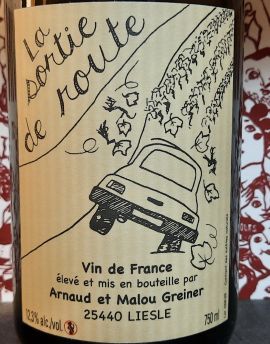 La
sortie
de route
Vin de France
élevé et mis en bouteille par
Arnaud et Malou Greiner
25440 LIESLE
12,3% alc./vol.
750 ml